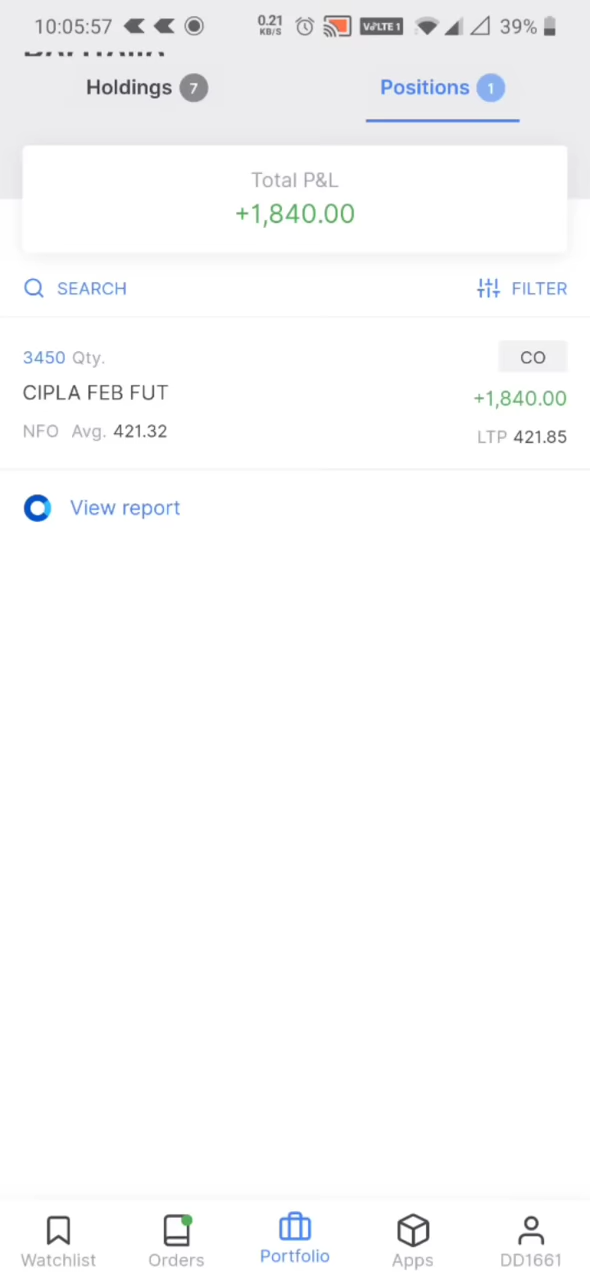 10:05:57 0.21 KB/S VoLTE 1 39%
Holdings 7 Positions 1
Total P&L
+1,840.00
SEARCH FILTER
3450 Qty. CO
CIPLA FEB FUT +1,840.00
NFO Avg. 421.32 LTP 421.85
View report
Watchlist Orders Portfolio Apps DD1661